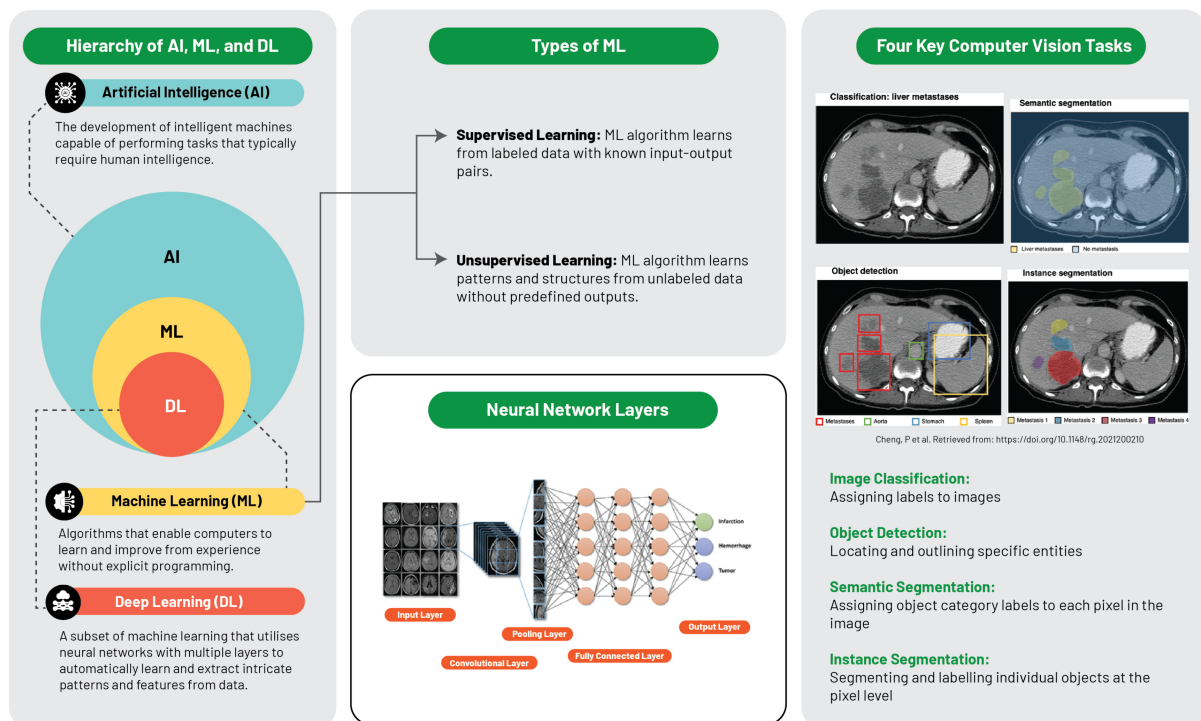 Hierarchy of AI, ML, and DL
Artificial Intelligence (AI)
The development of intelligent machines
capable of performing tasks that typically
require human intelligence.
AI
ML
DL
Machine Learning (ML)
Algorithms that enable computers to
learn and improve from experience
without explicit programming.
Deep Learning (DL)
A subset of machine learning that utilises
neural networks with multiple layers to
automatically learn and extract intricate
patterns and features from data.
Types of ML
Supervised Learning: ML algorithm learns
from labeled data with known input-output
pairs.
Unsupervised Learning: ML algorithm learns
patterns and structures from unlabeled data
without predefined outputs.
Neural Network Layers
Infarction
Hemorrhage
Tumor
Input Layer
Pooling Layer
Output Layer
Convolutional Layer
Fully Connected Layer
Four Key Computer Vision Tasks
Classification: liver metastases
Semantic segmentation
Liver metastases
No metastasis
Object detection
Instance segmentation
Metastases
Aorta
Stomach
Spleen
Metastasis 1
Metastasis 2
Metastasis 3
Metastasis 4
Cheng, P et al. Retrieved from: https://doi.org/10.1148/rg.2021200210
Image Classification:
Assigning labels to images
Object Detection:
Locating and outlining specific entities
Semantic Segmentation:
Assigning object category labels to each pixel in the
image
Instance Segmentation:
Segmenting and labelling individual objects at the
pixel level